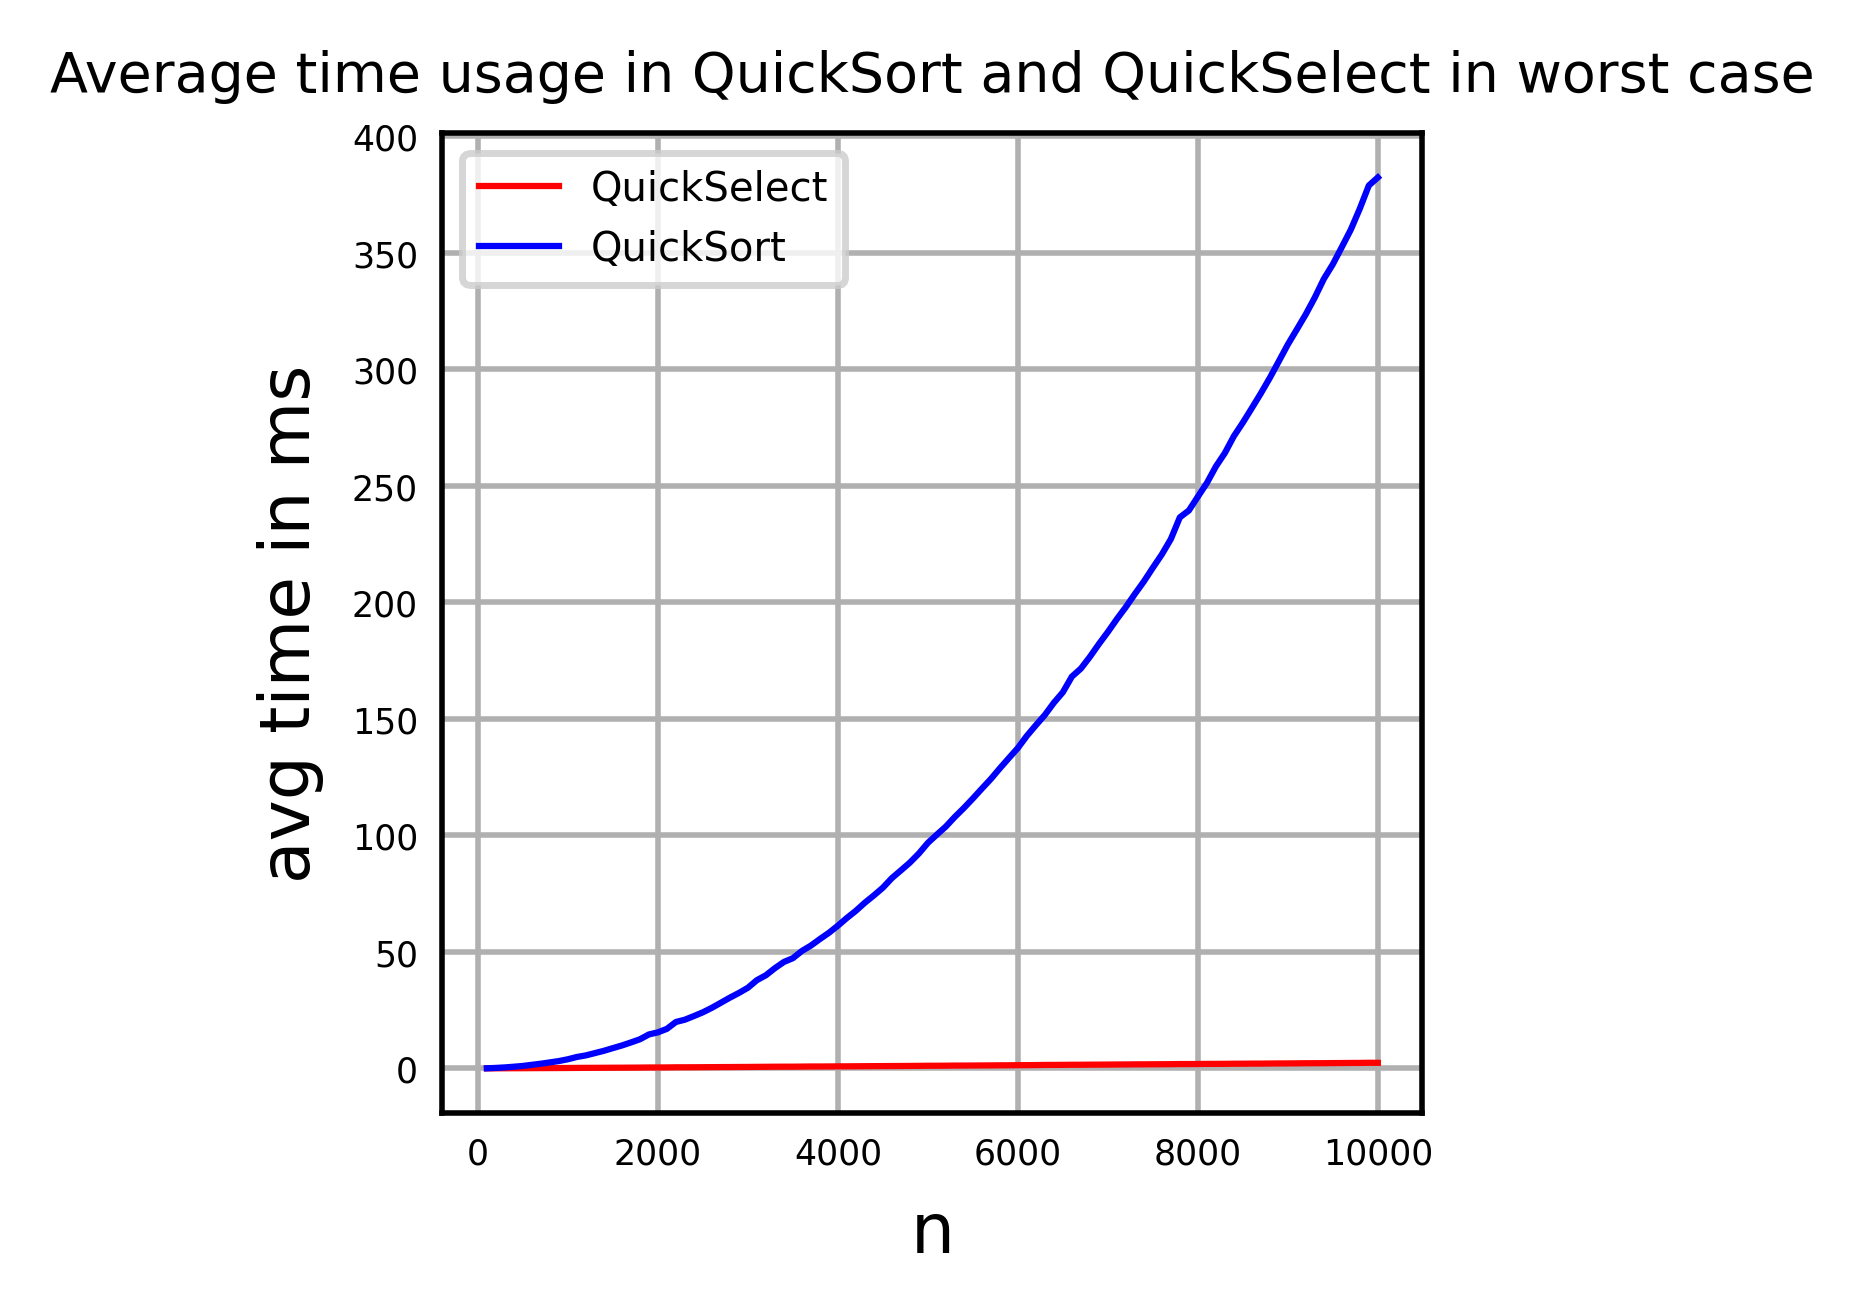 Average time usage in QuickSort and QuickSelect in worst case
400
350
300
250
200
150
100
50
0
avg time in ms
QuickSelect
QuickSort
0 2000 4000 6000 8000 10000
n